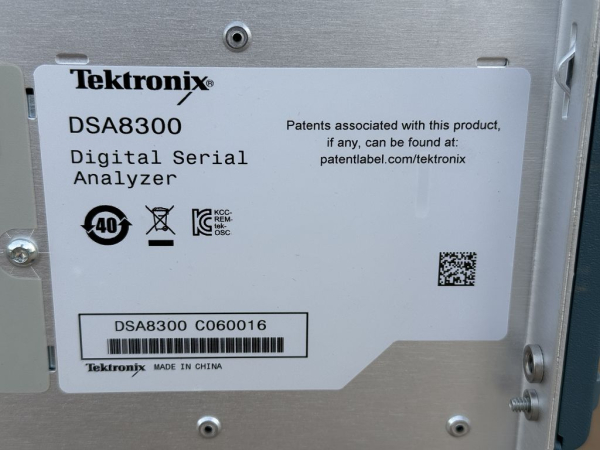 Tektronix®
DSA8300
Digital Serial
Analyzer
Patents associated with this product,
if any, can be found at:
patentlabel.com/tektronix
40
KCC-
REM-
tek-
OSC
DSA8300 C060016
Tektronix MADE IN CHINA